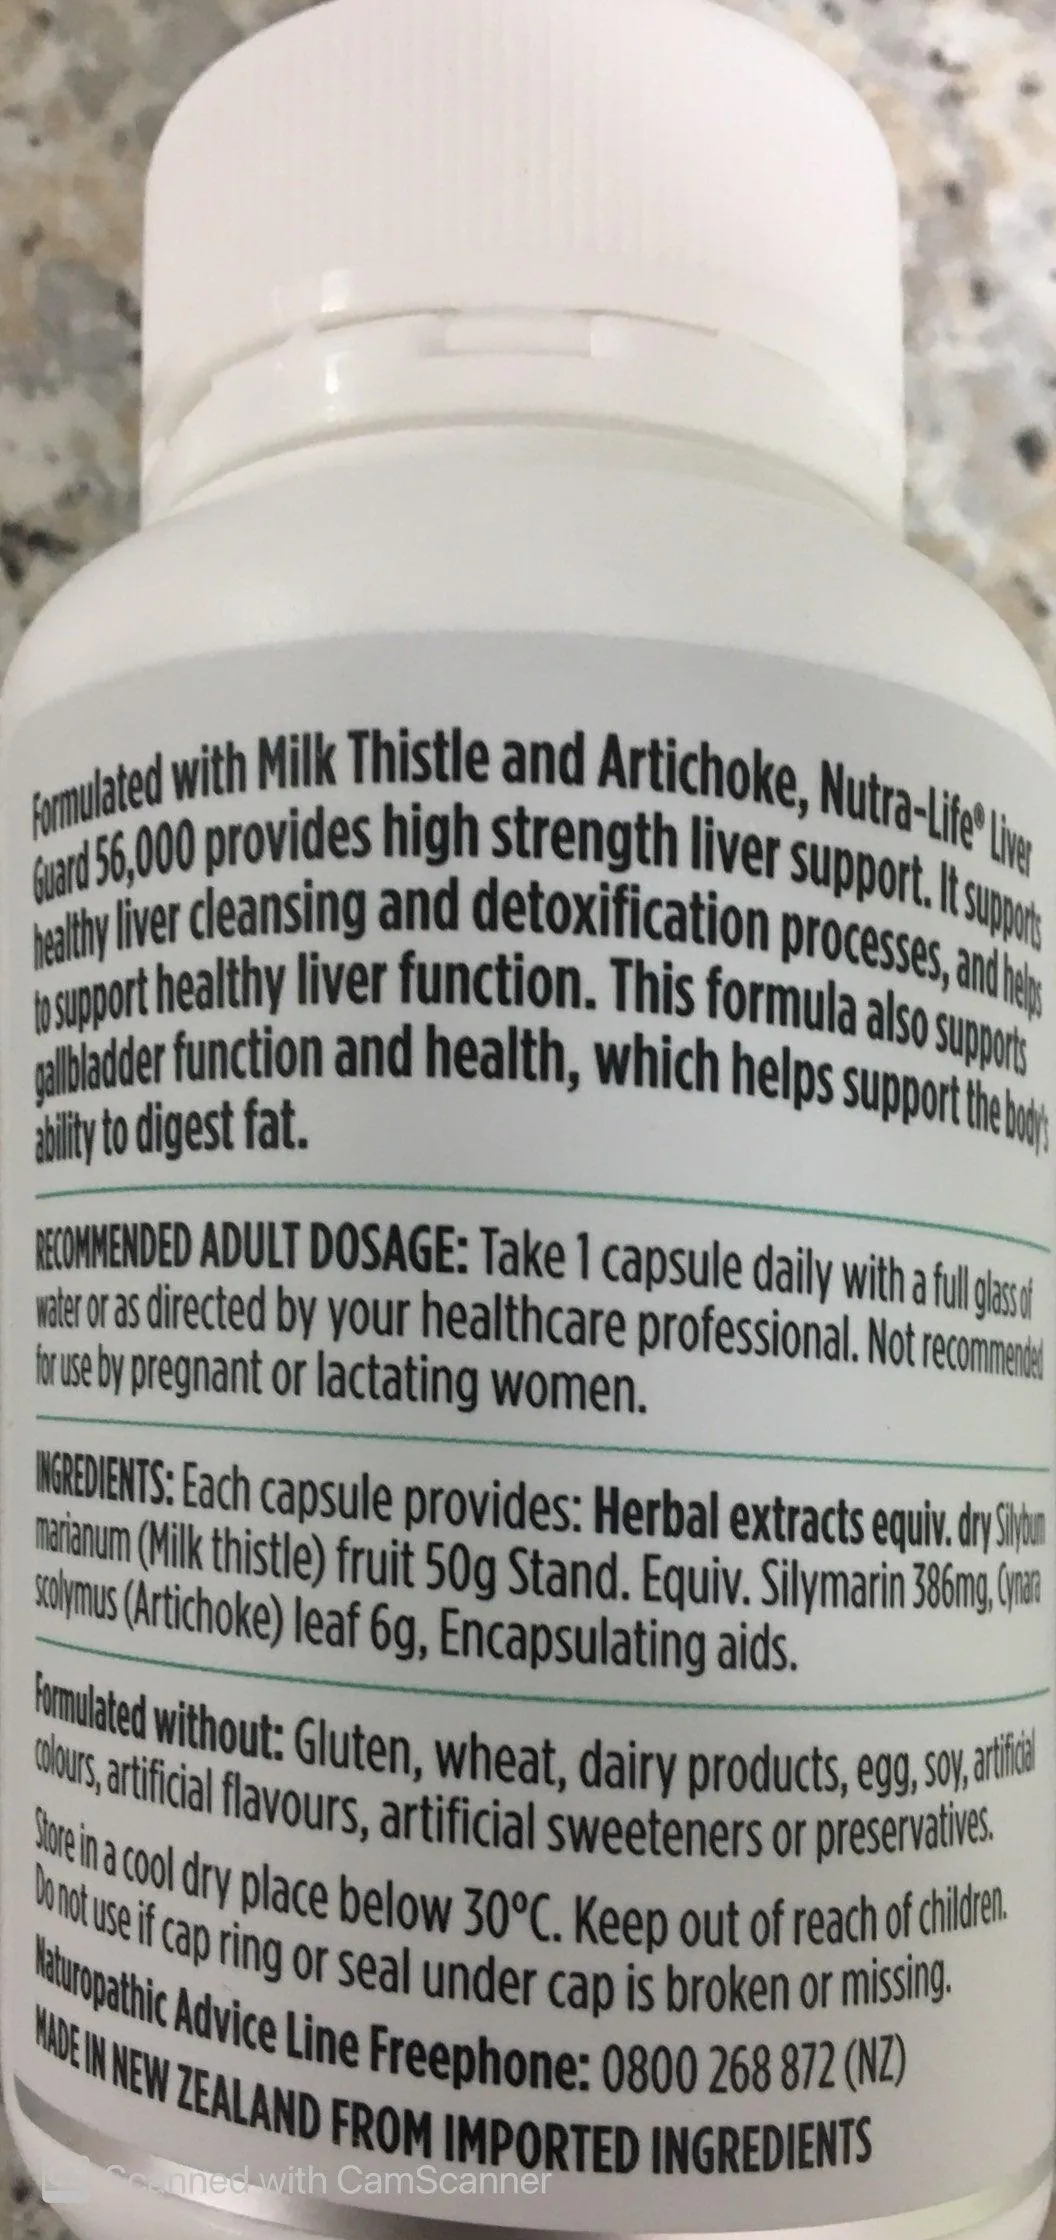 Formulated with Milk Thistle and Artichoke, Nutra-Life® Liver
Guard 56,000 provides high strength liver support. It supports
healthy liver cleansing and detoxification processes, and helps
to support healthy liver function. This formula also supports
gallbladder function and health, which helps support the body's
ability to digest fat.
RECOMMENDED ADULT DOSAGE: Take 1 capsule daily with a full glass of
water or as directed by your healthcare professional. Not recommended
for use by pregnant or lactating women.
INGREDIENTS: Each capsule provides: Herbal extracts equiv. dry Silybum
marianum (Milk thistle) fruit 50g Stand. Equiv. Silymarin 386mg, Cynara
scolymus (Artichoke) leaf 6g, Encapsulating aids.
Formulated without: Gluten, wheat, dairy products, egg, soy, artificial
colours, artificial flavours, artificial sweeteners or preservatives.
Store in a cool dry place below 30°C. Keep out of reach of children.
Do not use if cap ring or seal under cap is broken or missing.
Naturopathic Advice Line Freephone: 0800 268 872 (NZ)
MADE IN NEW ZEALAND FROM IMPORTED INGREDIENTS
Scanned with CamScanner